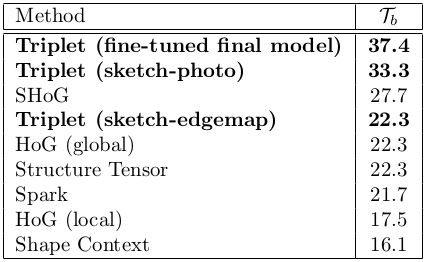 Method 𝒯b
Triplet (fine-tuned final model) 37.4
Triplet (sketch-photo) 33.3
SHoG 27.7
Triplet (sketch-edgemap) 22.3
HoG (global) 22.3
Structure Tensor 22.3
Spark 21.7
HoG (local) 17.5
Shape Context 16.1